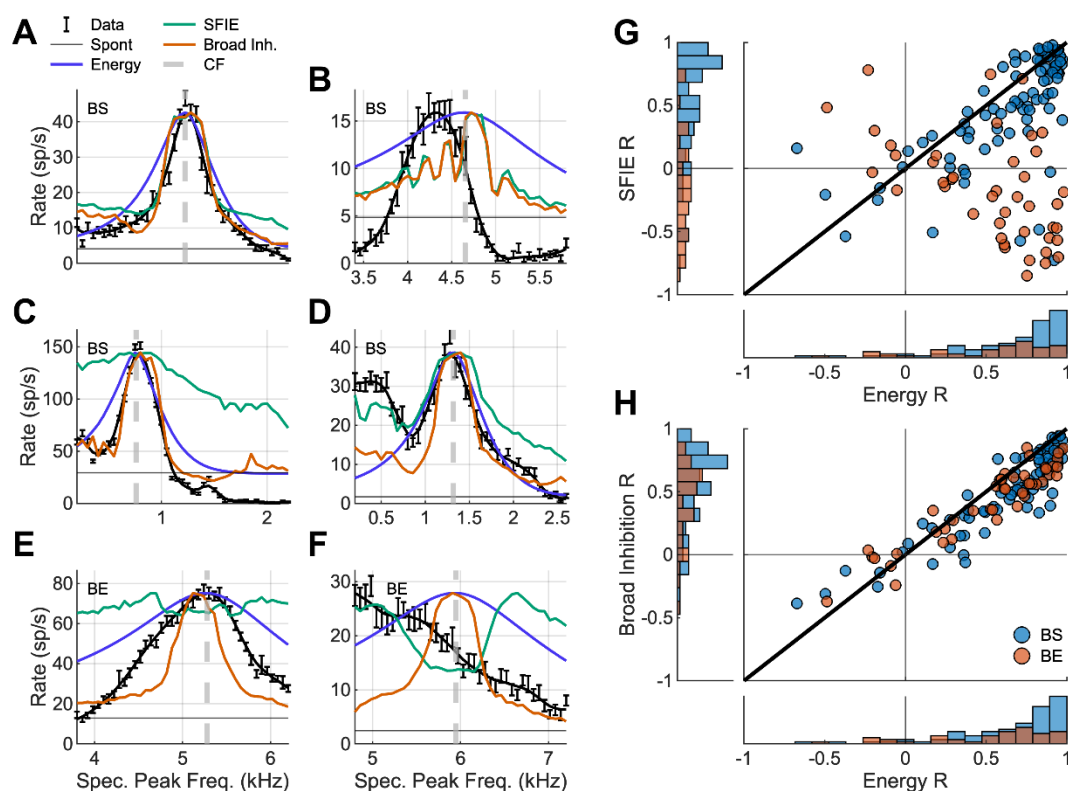 A
Data
Spont
Energy
SFIE
Broad Inh.
CF
BS
40
30
20
10
0
Rate (sp/s)
B
BS
20
15
10
5
0
3.4 4 4.6 5 5.5
C
BS
150
100
50
0
Rate (sp/s)
1 2
D
BS
40
30
20
10
0
0.5 1 1.5 2 2.5
E
BE
80
60
40
20
0
Rate (sp/s)
4 5 6
Spec. Peak Freq. (kHz)
F
BE
30
20
10
0
5 6 7
Spec. Peak Freq. (kHz)
G
SFIE R
1
0.5
0
-0.5
-1
-1 -0.5 0 0.5 1
Energy R
H
Broad Inhibition R
1
0.5
0
-0.5
-1
BS
BE
-1 -0.5 0 0.5 1
Energy R